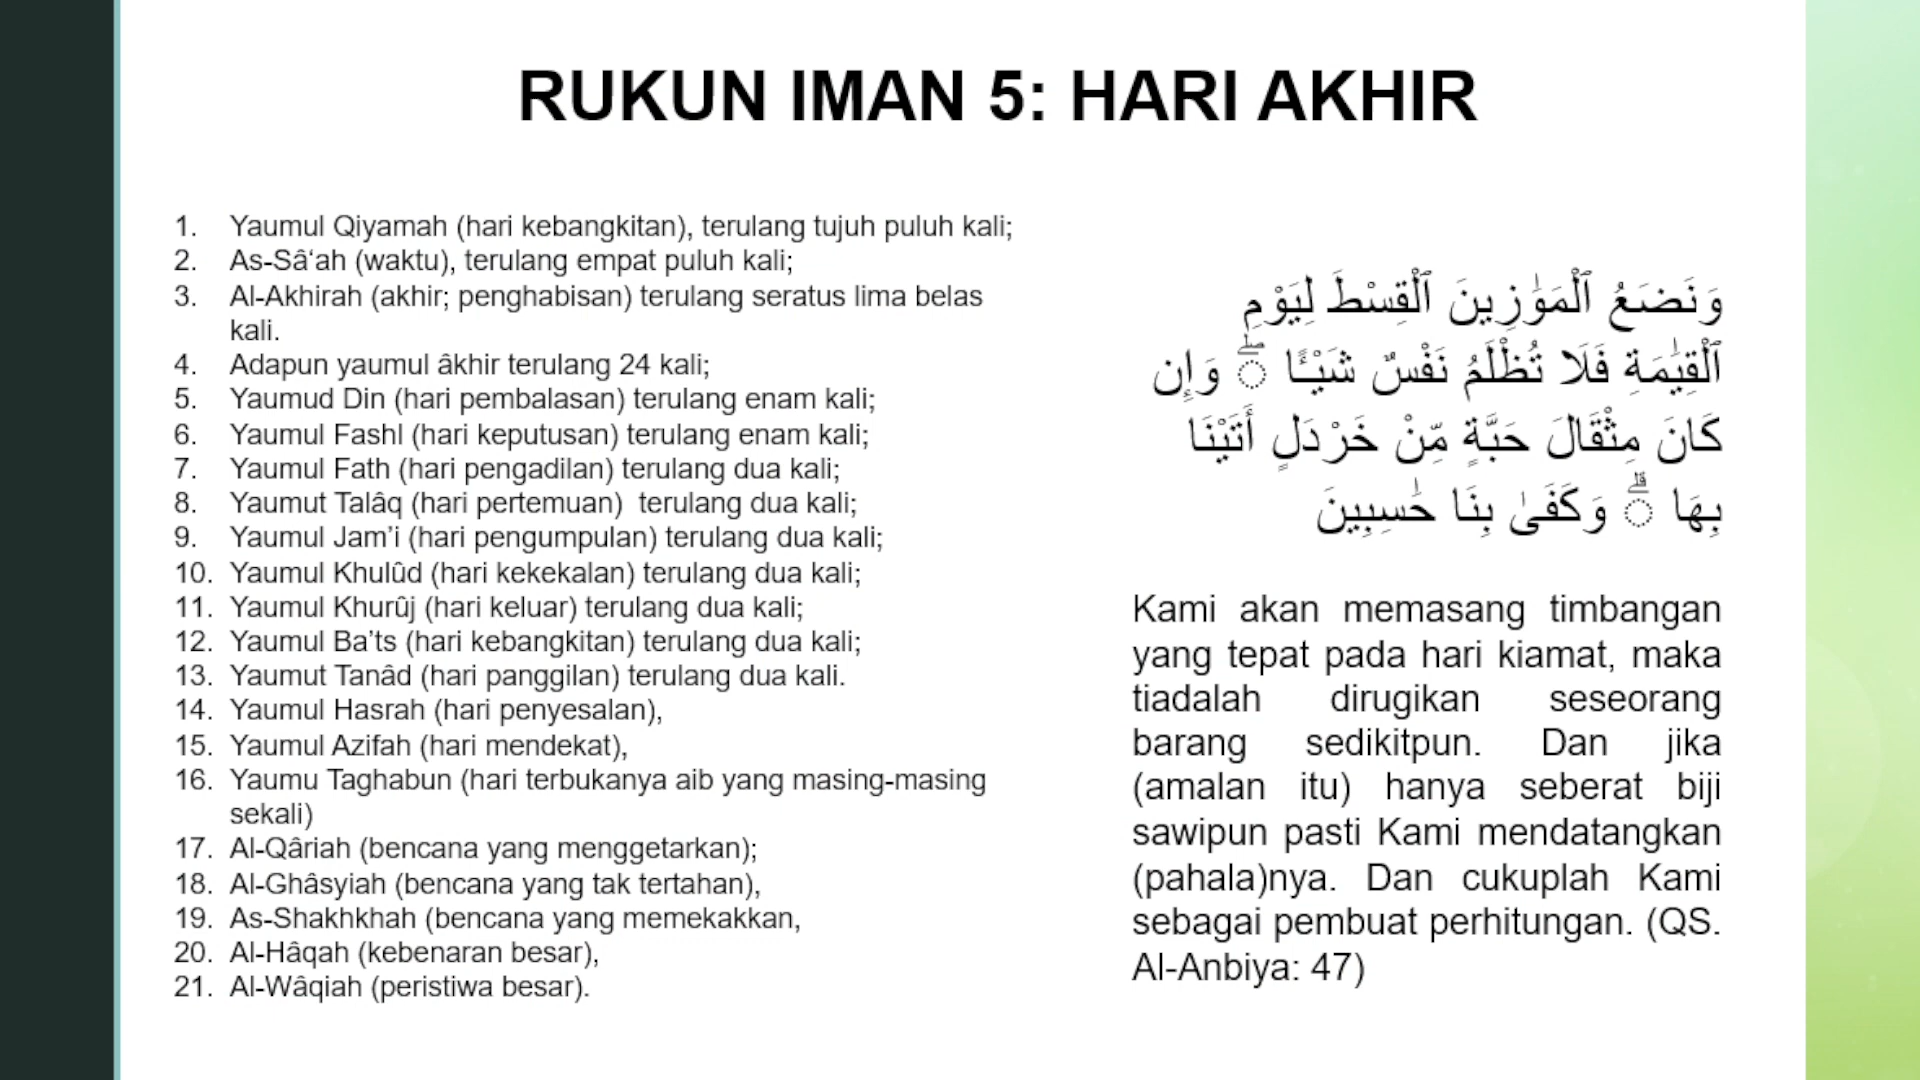 RUKUN IMAN 5: HARI AKHIR
1. Yaumul Qiyamah (hari kebangkitan), terulang tujuh puluh kali;
2. As-Sâ‘ah (waktu), terulang empat puluh kali;
3. Al-Akhirah (akhir; penghabisan) terulang seratus lima belas
kali.
4. Adapun yaumul âkhir terulang 24 kali;
5. Yaumud Din (hari pembalasan) terulang enam kali;
6. Yaumul Fashl (hari keputusan) terulang enam kali;
7. Yaumul Fath (hari pengadilan) terulang dua kali;
8. Yaumut Talâq (hari pertemuan)  terulang dua kali;
9. Yaumul Jam’i (hari pengumpulan) terulang dua kali;
10. Yaumul Khulûd (hari kekekalan) terulang dua kali;
11. Yaumul Khurûj (hari keluar) terulang dua kali;
12. Yaumul Ba’ts (hari kebangkitan) terulang dua kali;
13. Yaumut Tanâd (hari panggilan) terulang dua kali.
14. Yaumul Hasrah (hari penyesalan),
15. Yaumul Azifah (hari mendekat),
16. Yaumu Taghabun (hari terbukanya aib yang masing-masing
sekali)
17. Al-Qâriah (bencana yang menggetarkan);
18. Al-Ghâsyiah (bencana yang tak tertahan),
19. As-Shakhkhah (bencana yang memekakkan,
20. Al-Hâqah (kebenaran besar),
21. Al-Wâqiah (peristiwa besar).
وَنَضَعُ ٱلْمَوَٰزِينَ ٱلْقِسْطَ لِيَوْمِ
ٱلْقِيَٰمَةِ فَلَا تُظْلَمُ نَفْسٌ شَيْـًٔا ۖ وَإِن
كَانَ مِثْقَالَ حَبَّةٍ مِّنْ خَرْدَلٍ أَتَيْنَا
بِهَا ۗ وَكَفَىٰ بِنَا حَٰسِبِينَ
Kami akan memasang timbangan
yang tepat pada hari kiamat, maka
tiadalah dirugikan seseorang
barang sedikitpun. Dan jika
(amalan itu) hanya seberat biji
sawipun pasti Kami mendatangkan
(pahala)nya. Dan cukuplah Kami
sebagai pembuat perhitungan. (QS.
Al-Anbiya: 47)